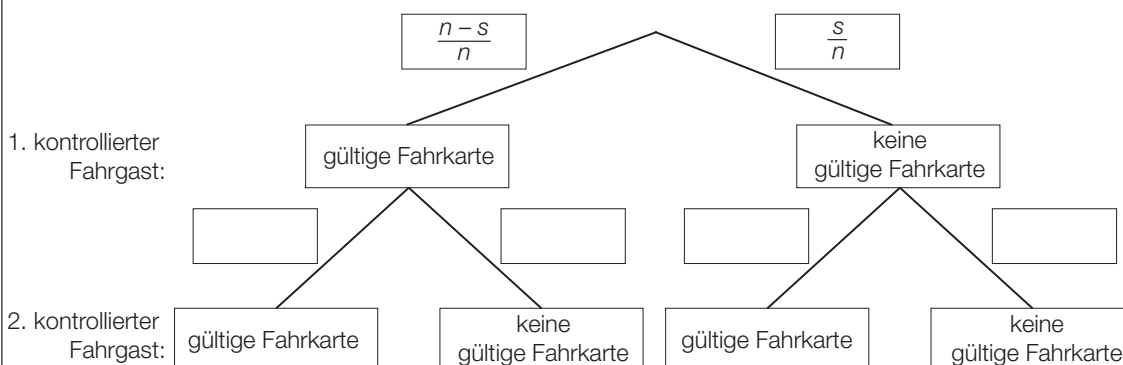 n – s
n
s
n
1. kontrollierter
Fahrgast:
gültige Fahrkarte
keine
gültige Fahrkarte
2. kontrollierter
Fahrgast:
gültige Fahrkarte
keine
gültige Fahrkarte
gültige Fahrkarte
keine
gültige Fahrkarte